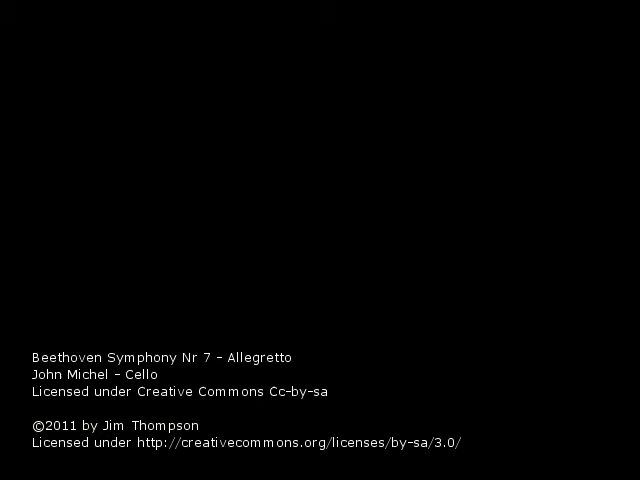 Beethoven Symphony Nr 7 - Allegretto
John Michel - Cello
Licensed under Creative Commons Cc-by-sa
©2011 by Jim Thompson
Licensed under http://creativecommons.org/licenses/by-sa/3.0/